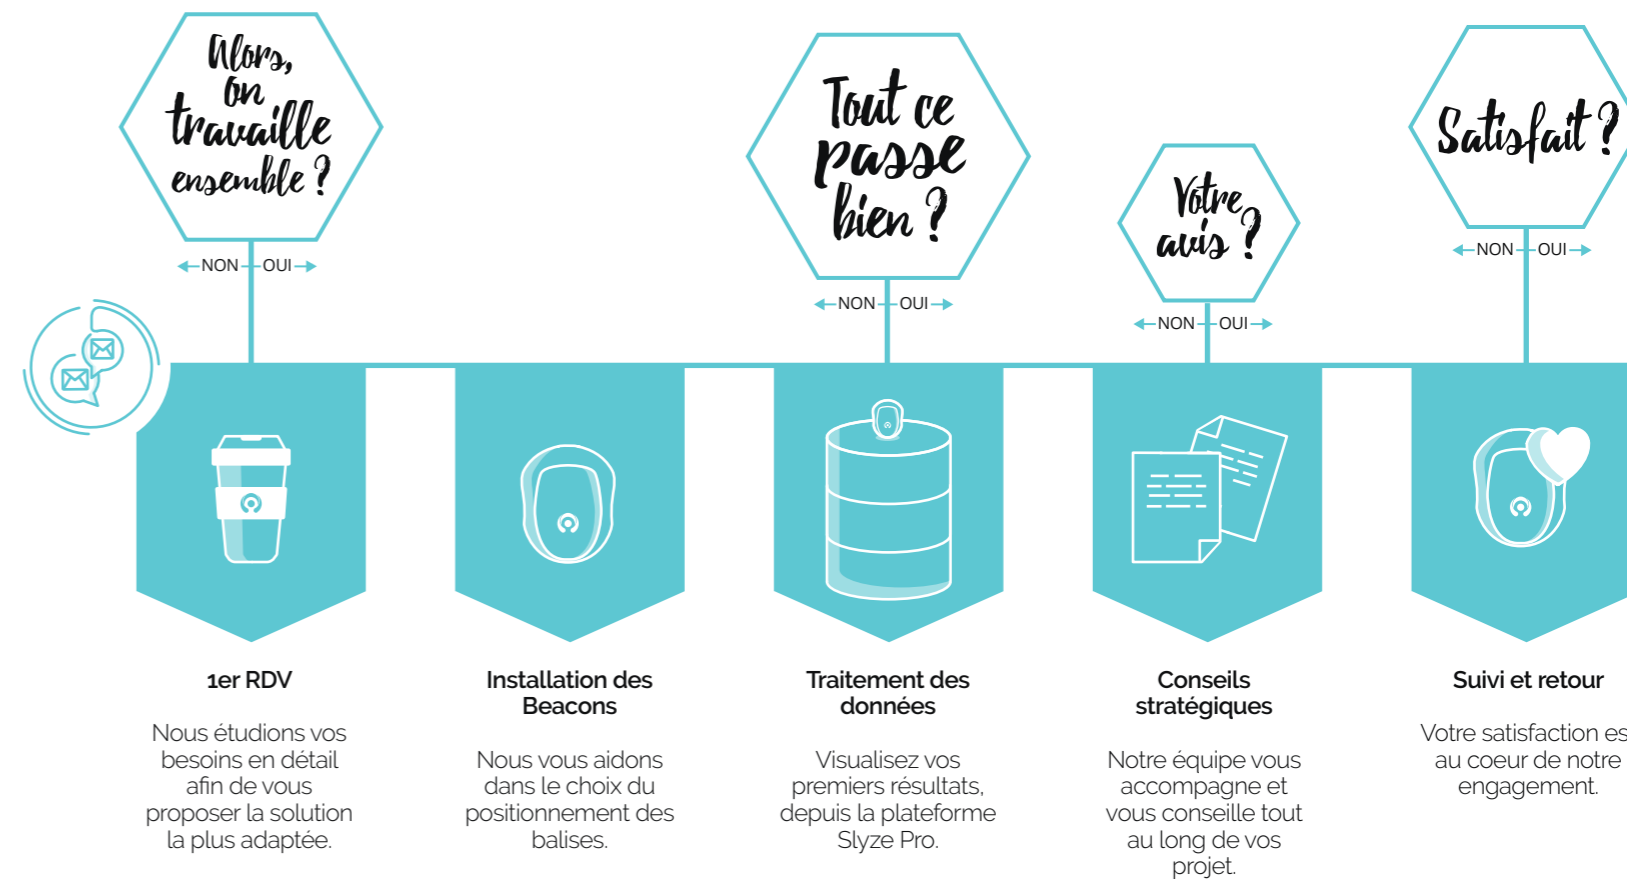 Alors,
on
travaille
ensemble ?
NON OUI
Tout ce
passe
bien ?
NON OUI
Votre
avis ?
NON OUI
Satisfait ?
NON OUI
1er RDV
Nous étudions vos
besoins en détail
afin de vous
proposer la solution
la plus adaptée.
Installation des
Beacons
Nous vous aidons
dans le choix du
positionnement des
balises.
Traitement des
données
Visualisez vos
premiers résultats,
depuis la plateforme
Slyze Pro.
Conseils
stratégiques
Notre équipe vous
accompagne et
vous conseille tout
au long de vos
projet.
Suivi et retour
Votre satisfaction es
au coeur de notre
engagement.